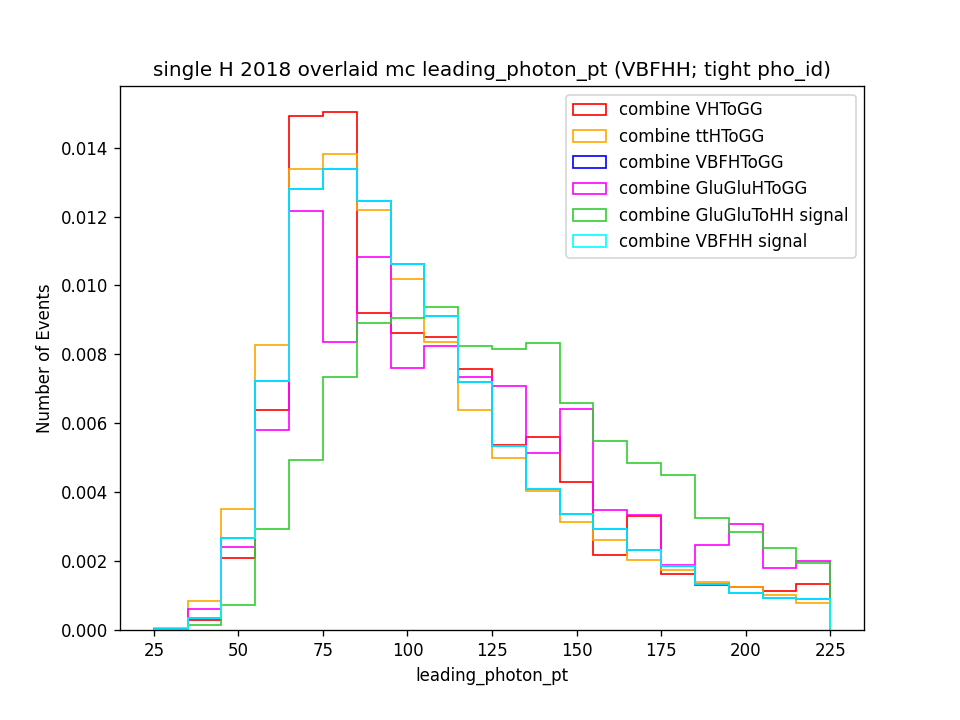 single H 2018 overlaid mc leading_photon_pt (VBFHH; tight pho_id)
combine VHToGG
combine ttHToGG
combine VBFHToGG
combine GluGluHToGG
combine GluGluToHH signal
combine VBFHH signal
Number of Events
0.014
0.012
0.010
0.008
0.006
0.004
0.002
0.000
25 50 75 100 125 150 175 200 225
leading_photon_pt